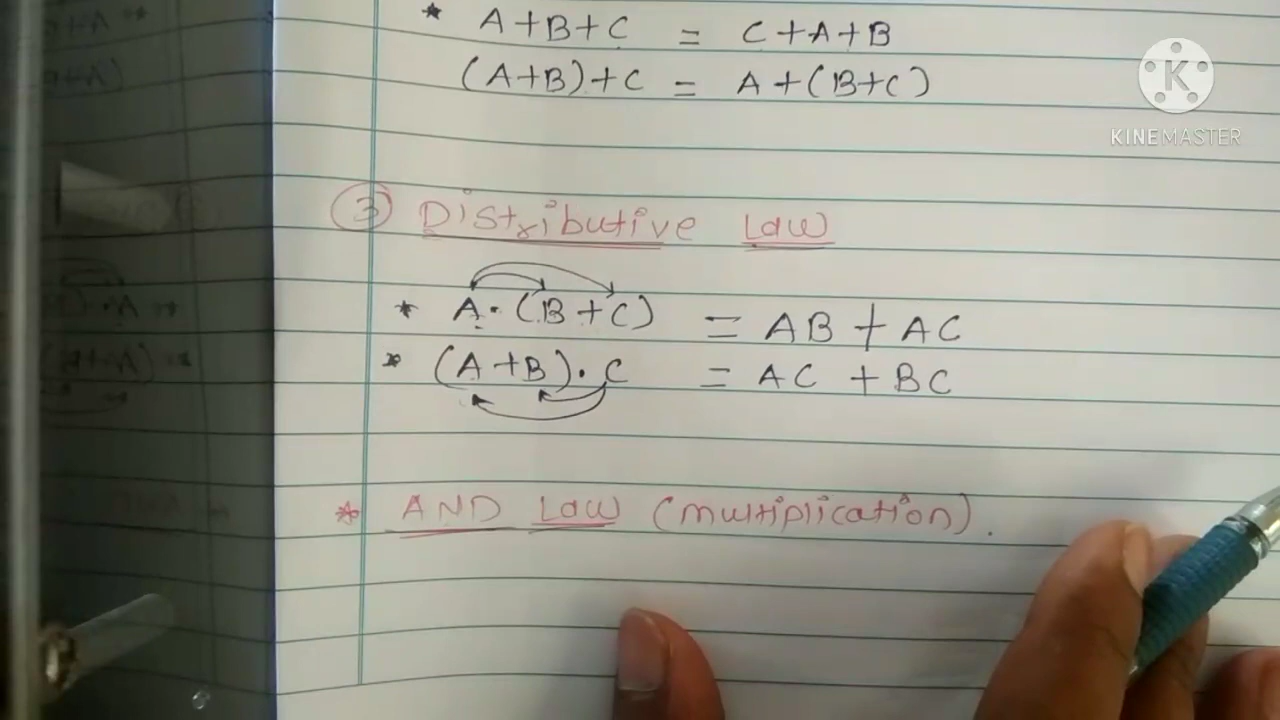 * A+B+C = C+A+B
(A+B)+C = A+(B+C)
K
KINEMASTER
③ Distributive Law
* A·(B+C) = AB + AC
* (A+B)·C = AC + BC
* AND Law (multiplication).